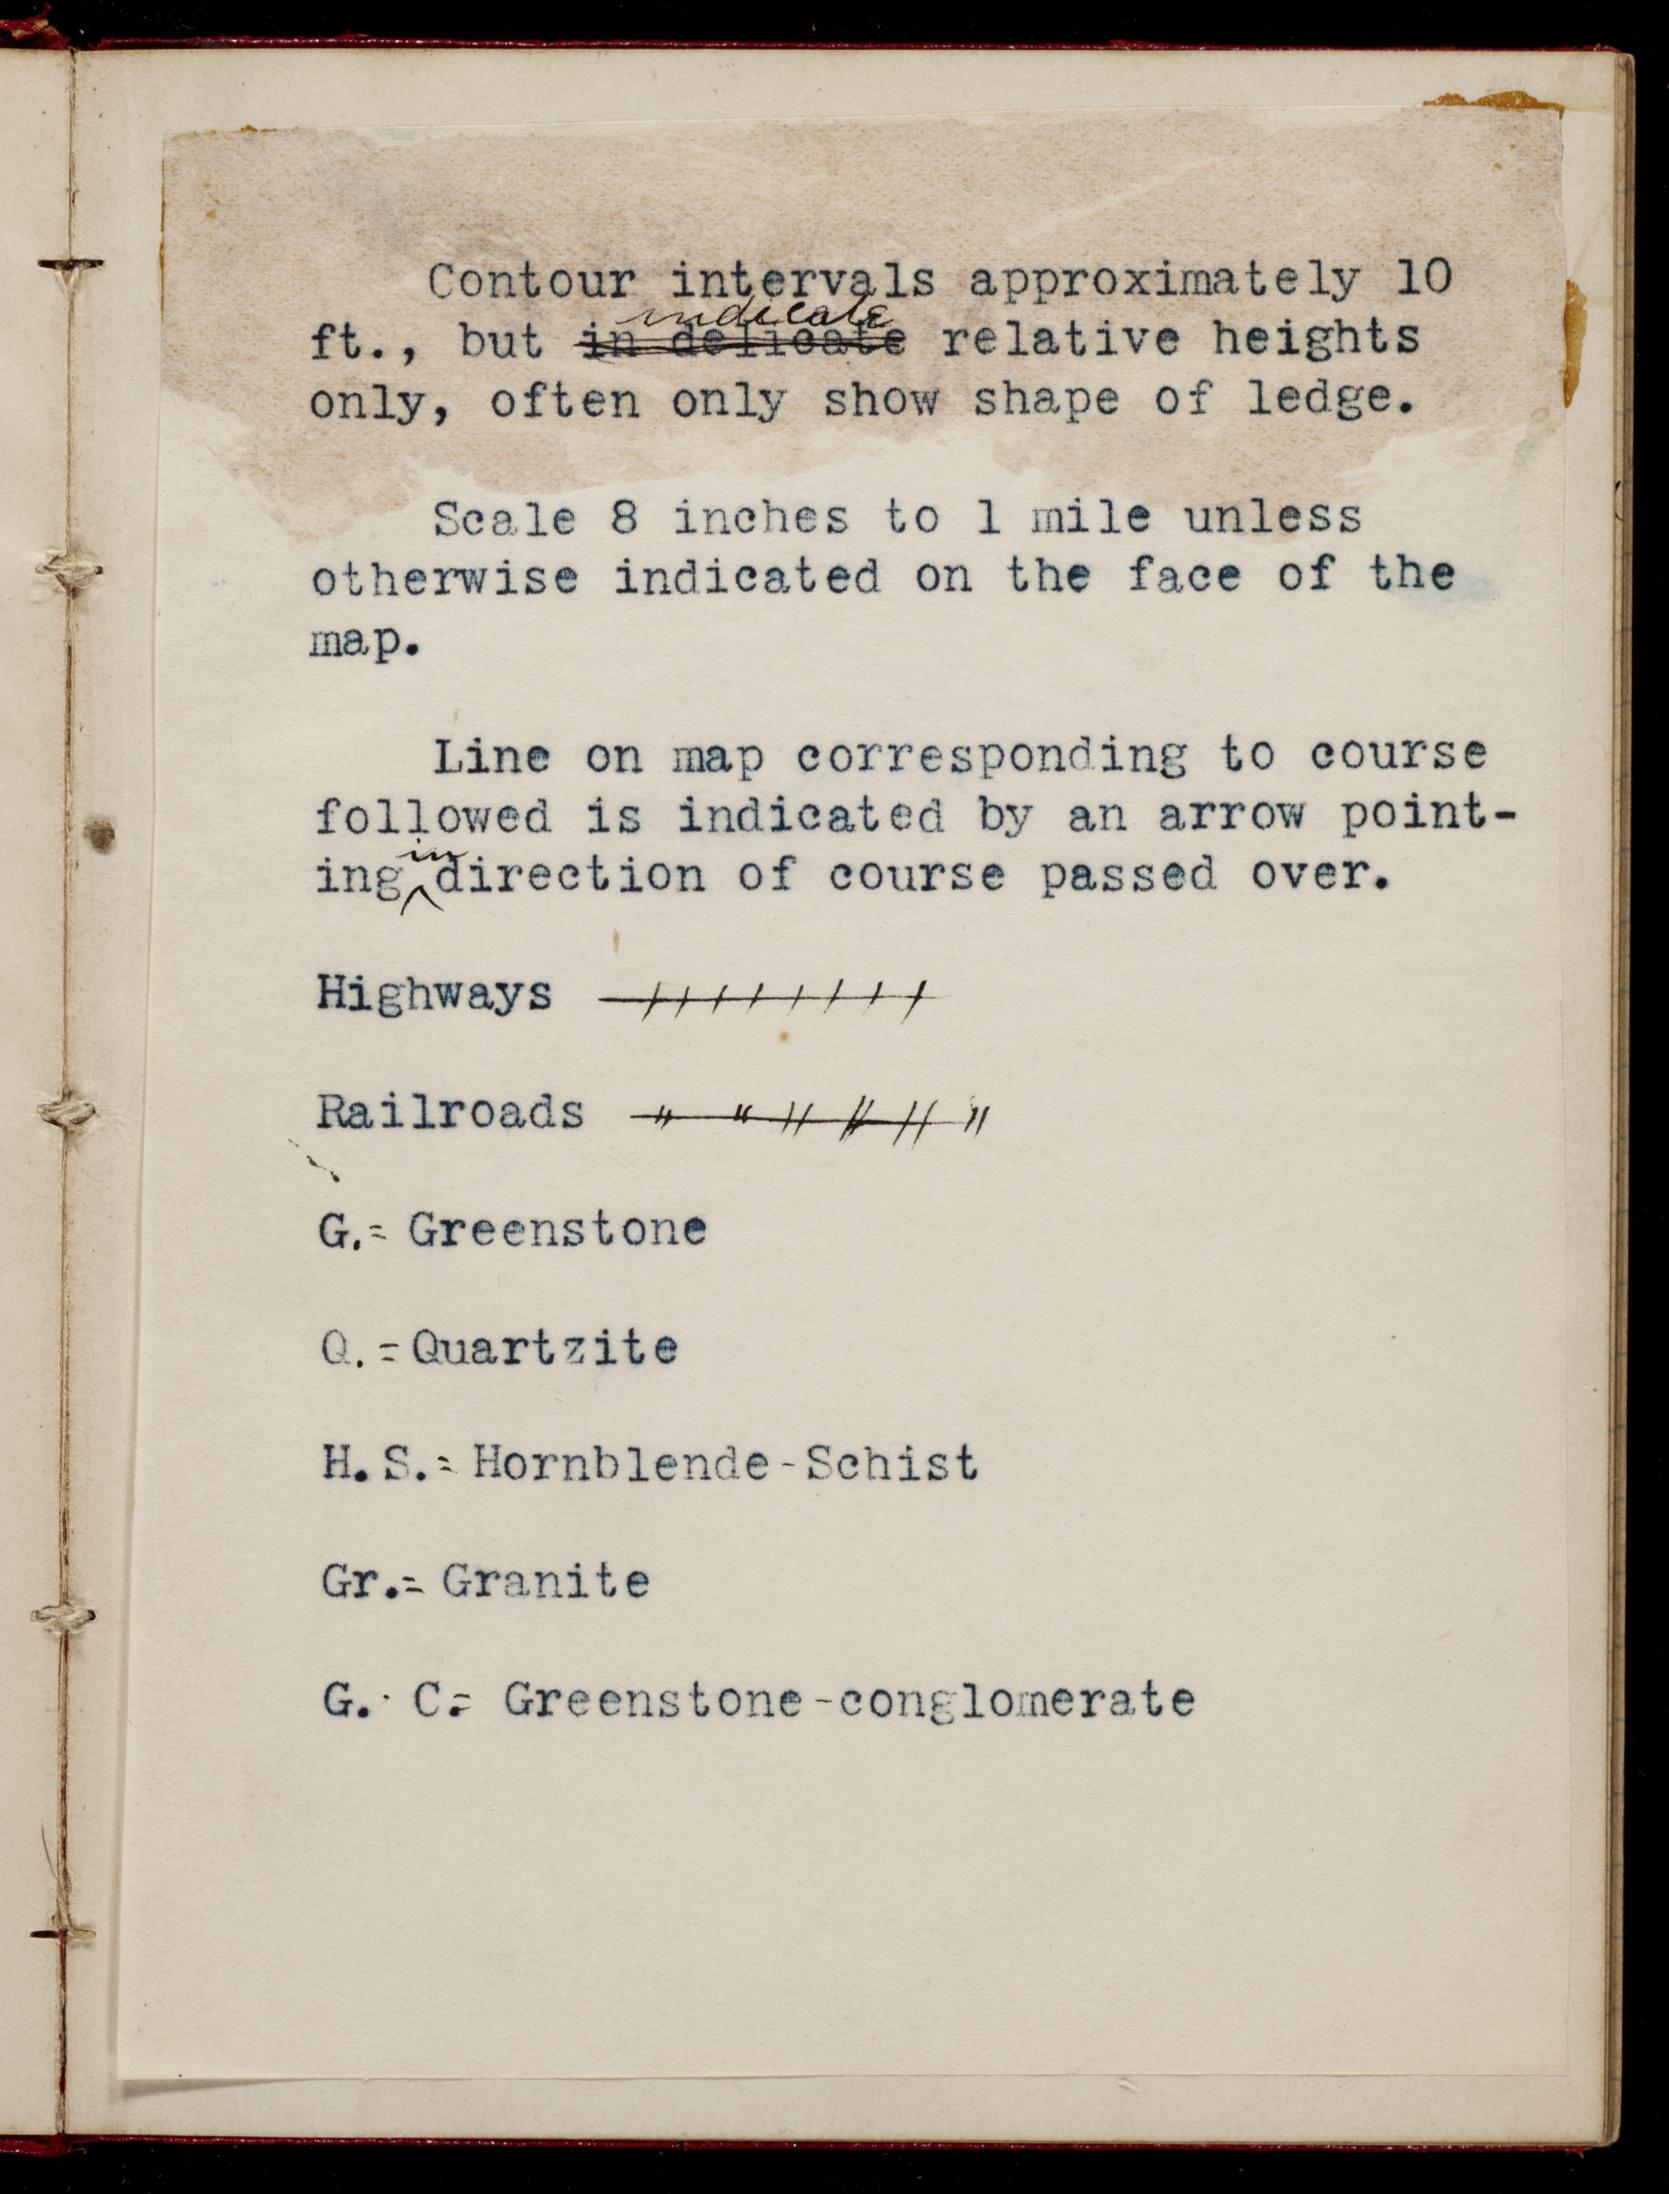 Contour intervals approximately 10
indicate
ft., but in delicate relative heights
only, often only show shape of ledge.
Scale 8 inches to 1 mile unless
otherwise indicated on the face of the
map.
Line on map corresponding to course
followed is indicated by an arrow point-
in
ing direction of course passed over.
Highways
Railroads
G.= Greenstone
Q.= Quartzite
H.S.= Hornblende-Schist
Gr.= Granite
G. C.= Greenstone-conglomerate